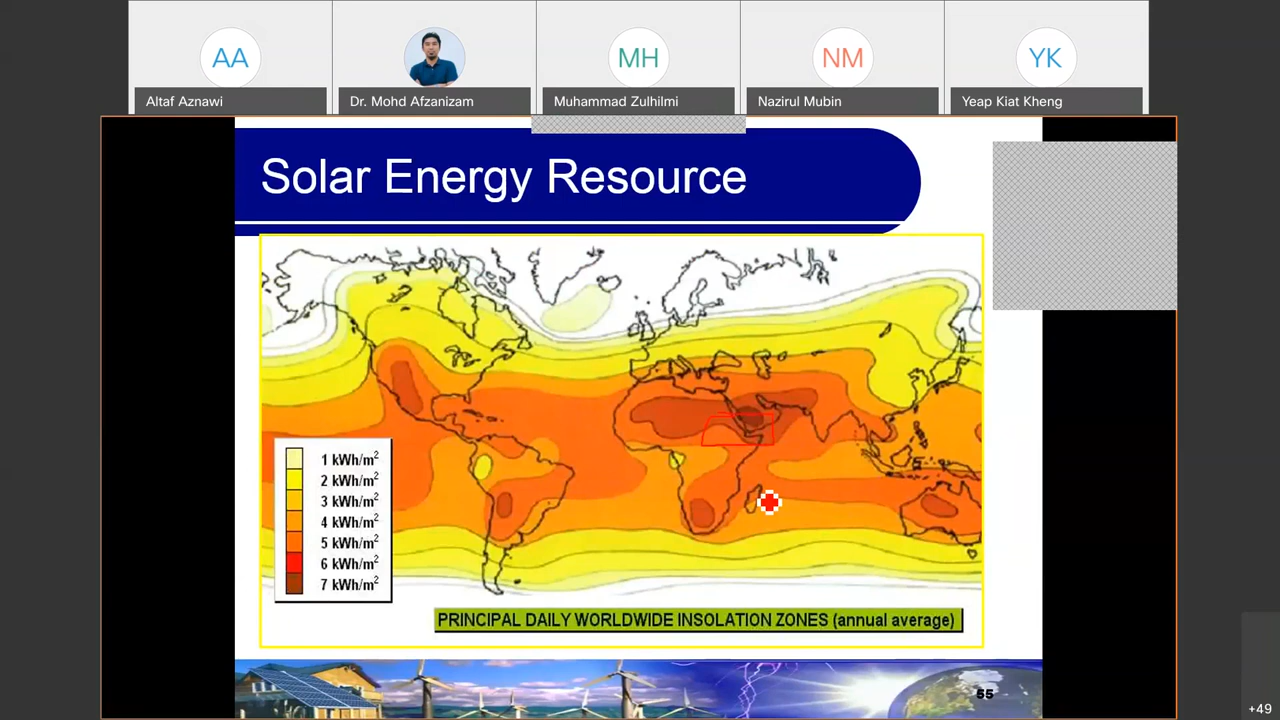 AA
MH
NM
YK
Altaf Aznawi
Dr. Mohd Afzanizam
Muhammad Zulhilmi
Nazirul Mubin
Yeap Kiat Kheng
Solar Energy Resource
1 kWh/m²
2 kWh/m²
3 kWh/m²
4 kWh/m²
5 kWh/m²
6 kWh/m²
7 kWh/m²
PRINCIPAL DAILY WORLDWIDE INSOLATION ZONES (annual average)
55
+49